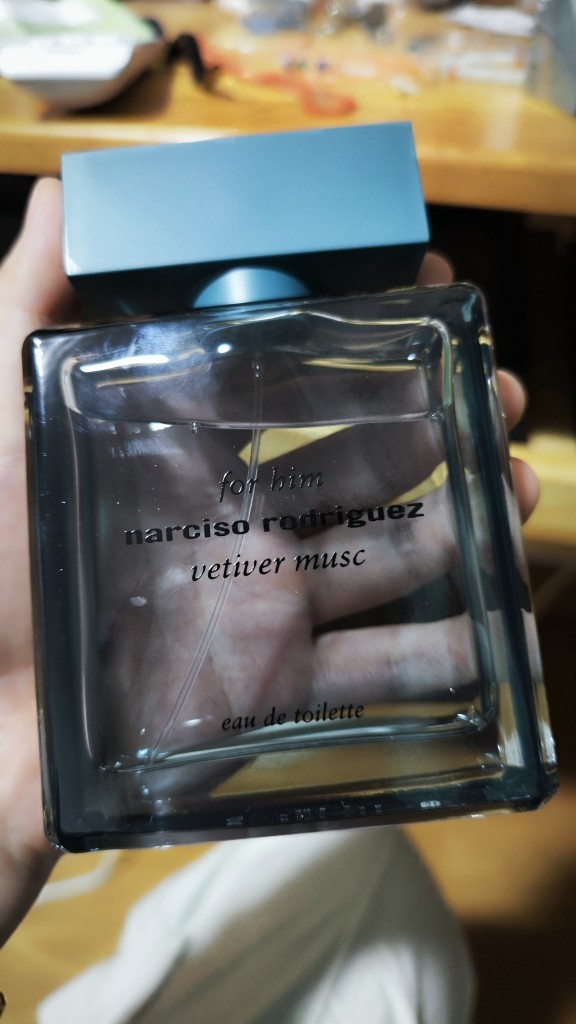 for him
narciso rodriguez
vetiver musc
eau de toilette